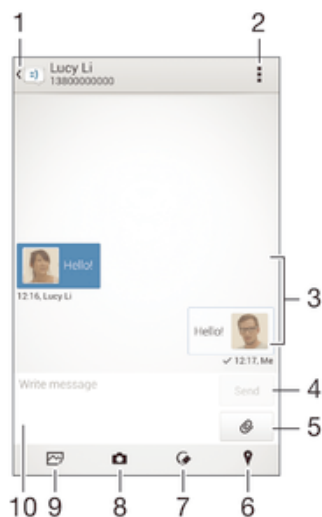 1 2
Lucy Li
13800000000
Hello!
12:16, Lucy Li
3
Hello!
12:17, Me
Write message
Send
4
5
10 9 8 7 6